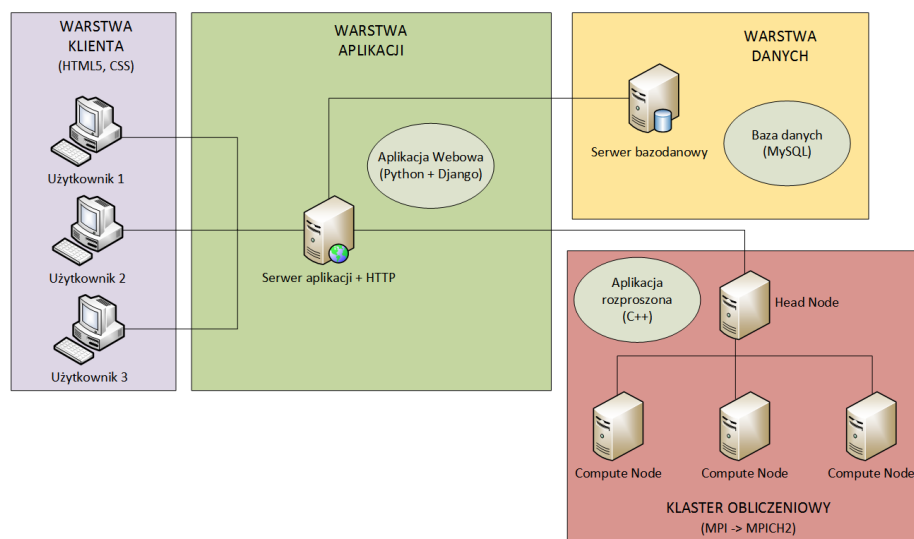 WARSTWA
KLIENTA
(HTML5, CSS)
Użytkownik 1
Użytkownik 2
Użytkownik 3
WARSTWA
APLIKACJI
Aplikacja Webowa
(Python + Django)
Serwer aplikacji + HTTP
WARSTWA
DANYCH
Serwer bazodanowy
Baza danych
(MySQL)
Aplikacja
rozproszona
(C++)
Head Node
Compute Node
Compute Node
Compute Node
KLASTER OBLICZENIOWY
(MPI -> MPICH2)